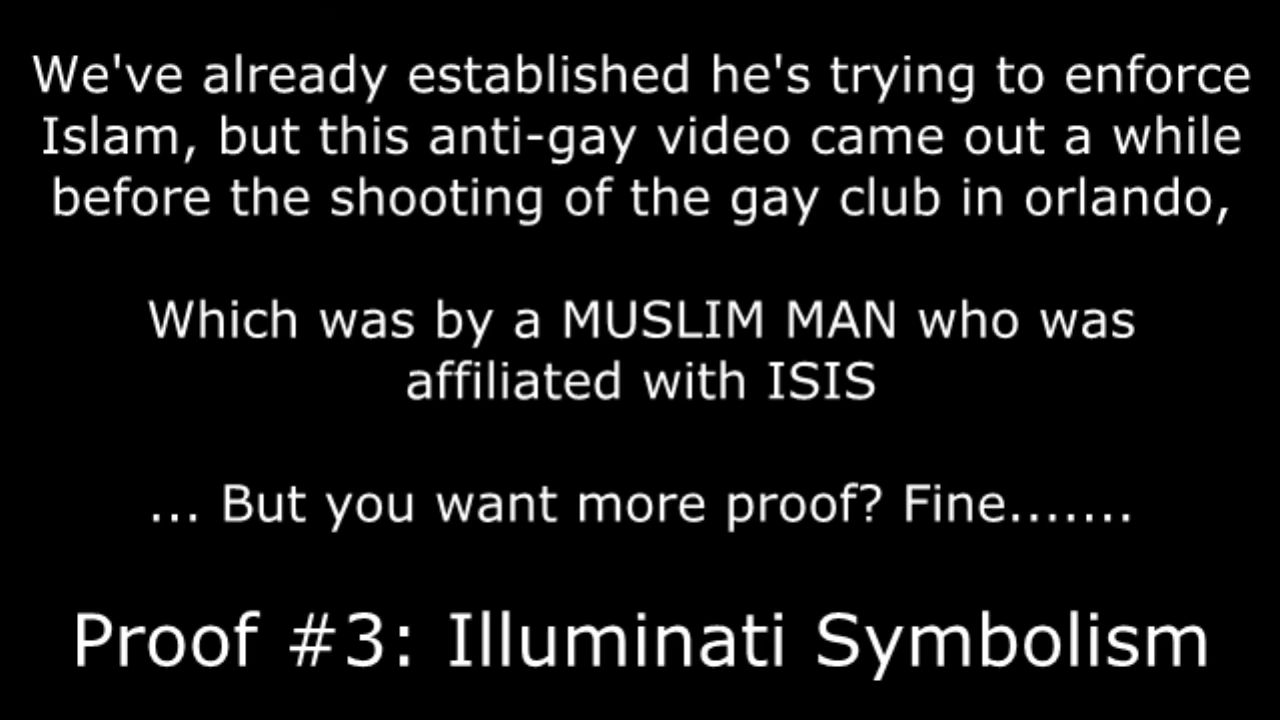 We've already established he's trying to enforce
Islam, but this anti-gay video came out a while
before the shooting of the gay club in orlando,
Which was by a MUSLIM MAN who was
affiliated with ISIS
... But you want more proof? Fine.......
Proof #3: Illuminati Symbolism